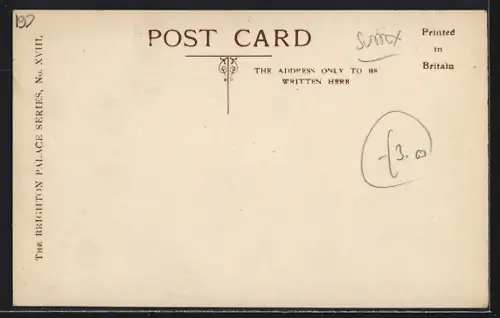 POST CARD
THE ADDRESS ONLY TO BE
WRITTEN HERE
Printed
in
Britain
Sussex
£3.00
THE BRIGHTON PALACE SERIES, No. XVIII.